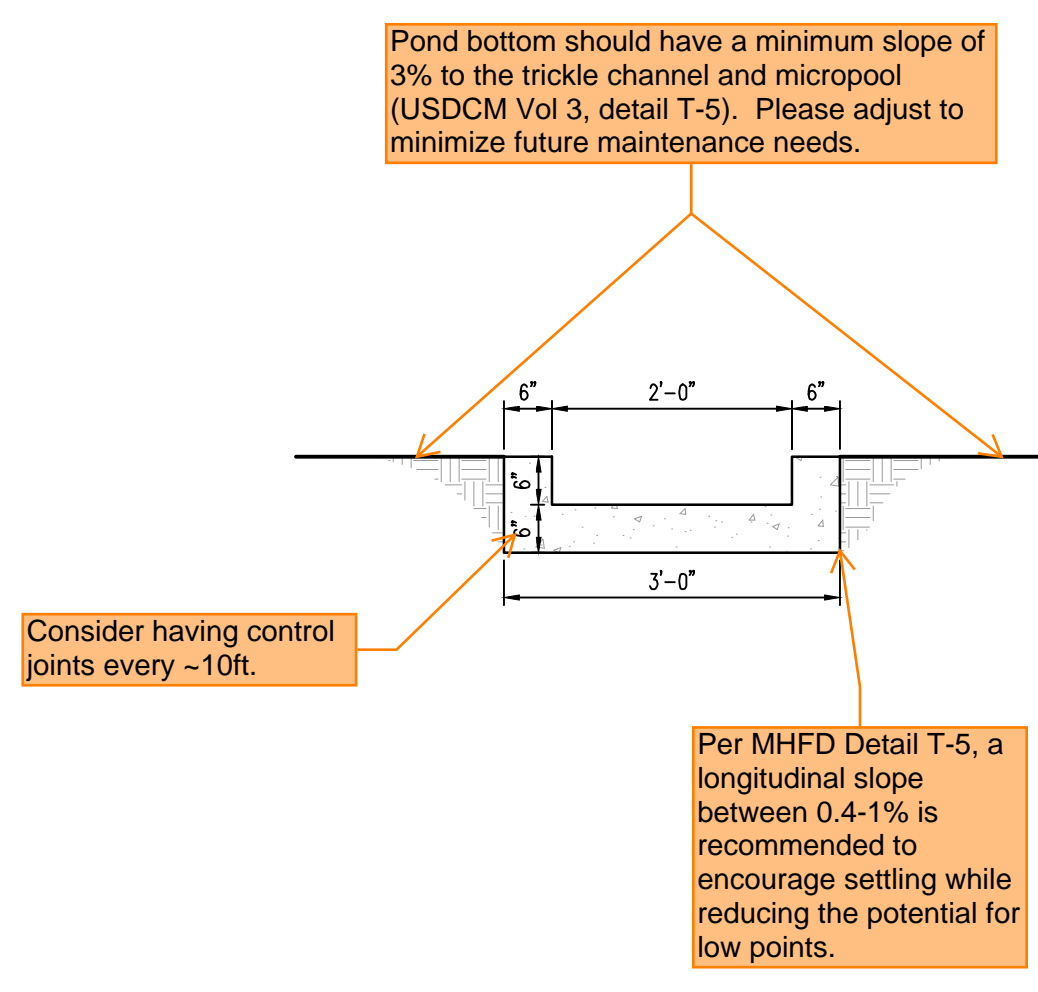 Pond bottom should have a minimum slope of
3% to the trickle channel and micropool
(USDCM Vol 3, detail T-5).  Please adjust to
minimize future maintenance needs.
6" 2'-0" 6"
6"
6"
3'-0"
Consider having control
joints every ~10ft.
Per MHFD Detail T-5, a
longitudinal slope
between 0.4-1% is
recommended to
encourage settling while
reducing the potential for
low points.